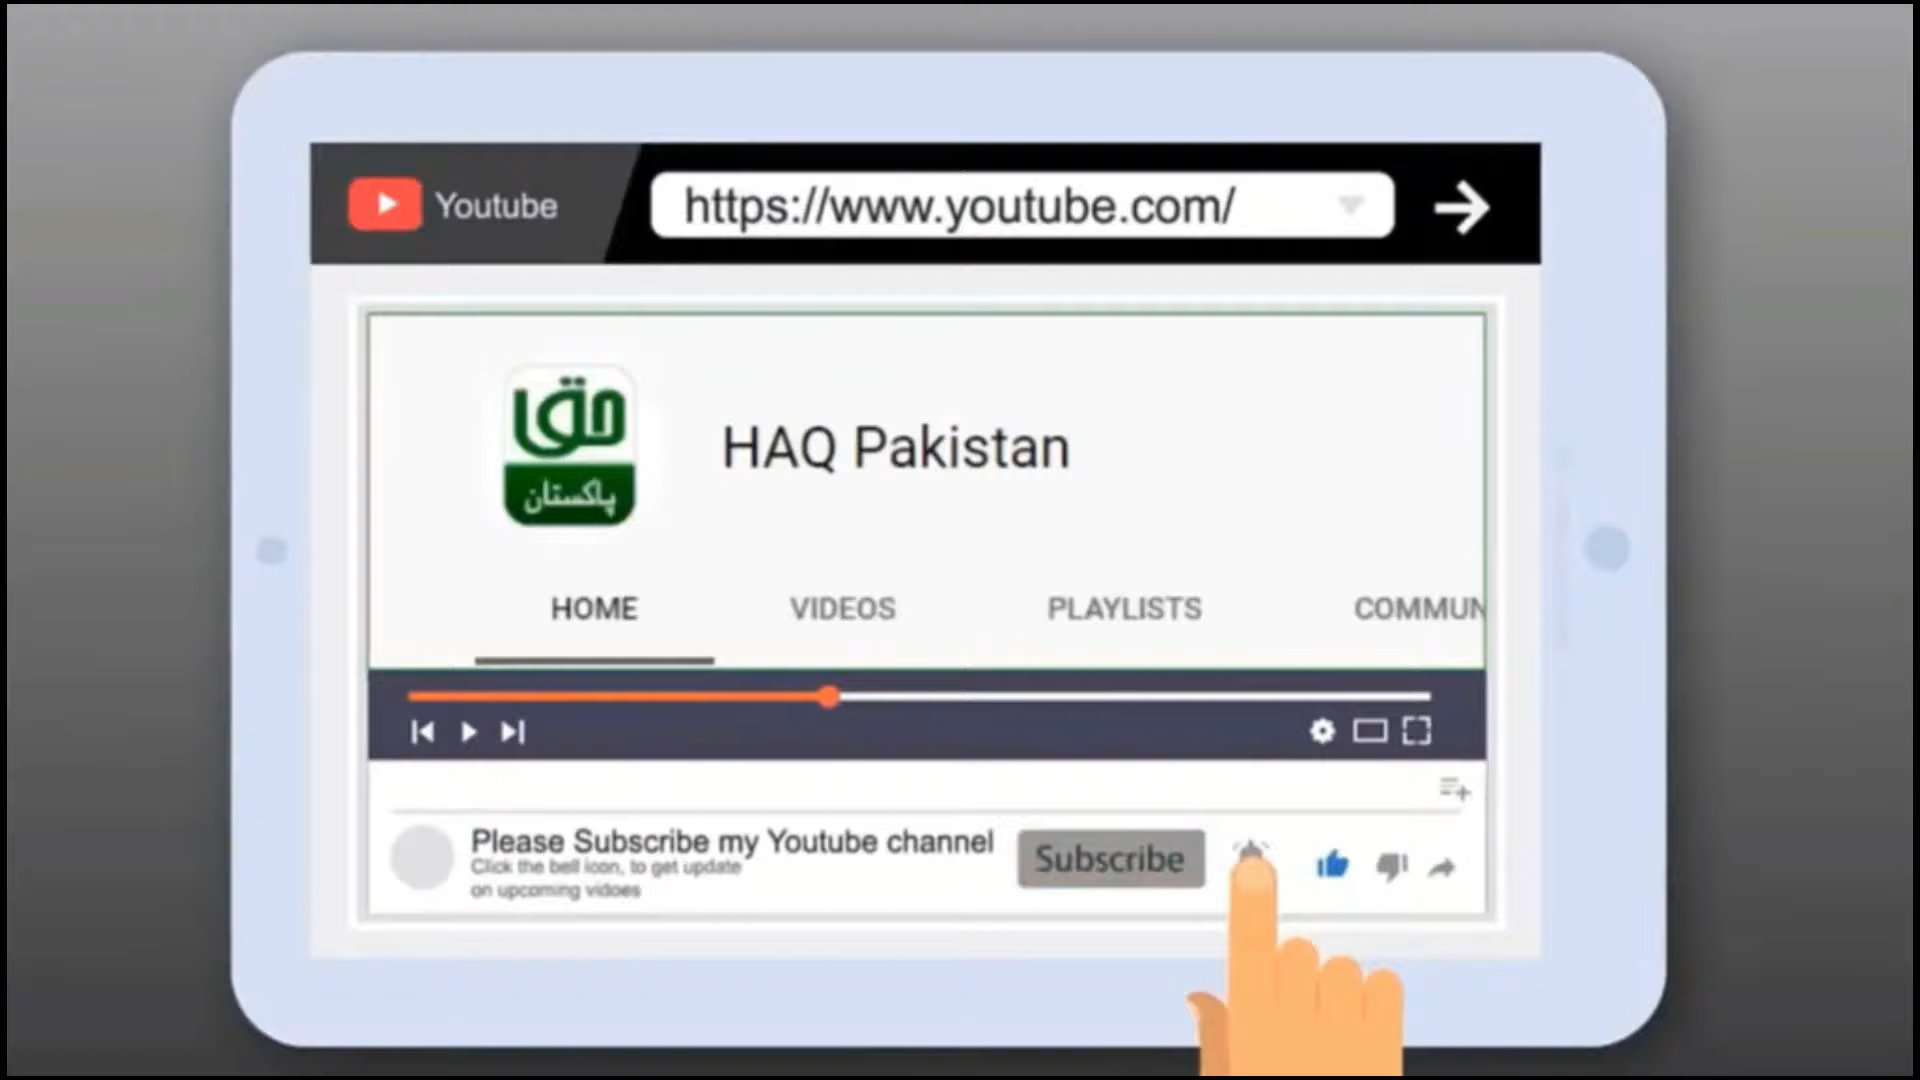 Youtube
https://www.youtube.com/
حق
پاکستان
HAQ Pakistan
HOME
VIDEOS
PLAYLISTS
COMMUN
Please Subscribe my Youtube channel
Click the bell icon, to get update
on upcoming vidoes
Subscribe